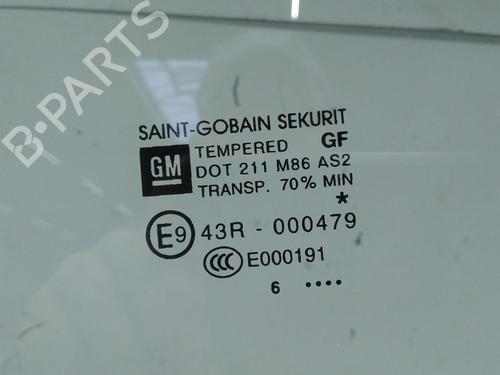 B-PARTS
SAINT-GOBAIN SEKURIT
GM TEMPERED GF
DOT 211 M86 AS2
TRANSP. 70% MIN
*
E9 43R - 000479
CCC E000191
6 ....